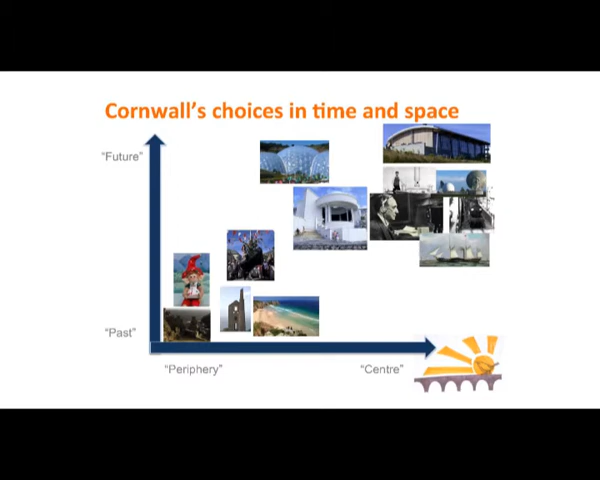 Cornwall's choices in time and space
“Future”
“Past”
“Periphery”
“Centre”